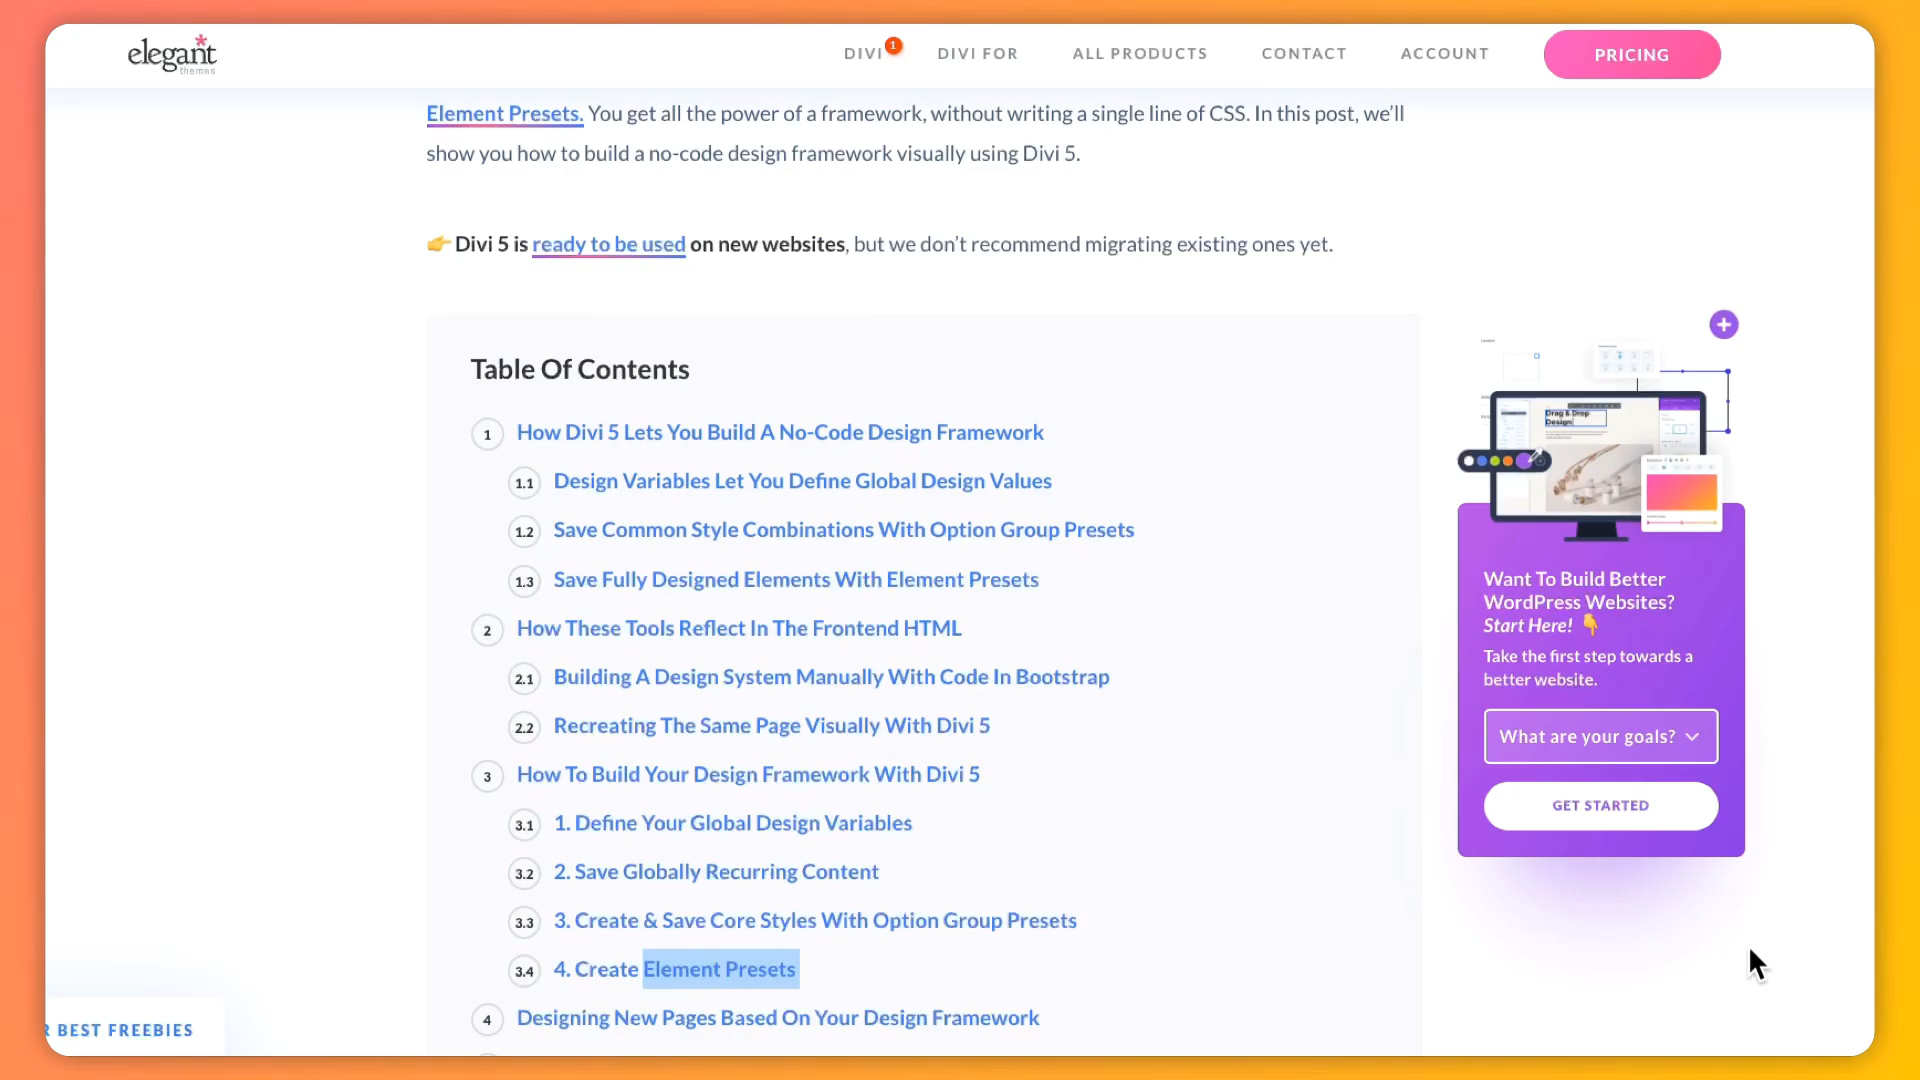 elegant themes
DIVI 1 DIVI FOR ALL PRODUCTS CONTACT ACCOUNT PRICING
Element Presets. You get all the power of a framework, without writing a single line of CSS. In this post, we'll
show you how to build a no-code design framework visually using Divi 5.
👉 Divi 5 is ready to be used on new websites, but we don't recommend migrating existing ones yet.
Table Of Contents
1 How Divi 5 Lets You Build A No-Code Design Framework
1.1 Design Variables Let You Define Global Design Values
1.2 Save Common Style Combinations With Option Group Presets
1.3 Save Fully Designed Elements With Element Presets
2 How These Tools Reflect In The Frontend HTML
2.1 Building A Design System Manually With Code In Bootstrap
2.2 Recreating The Same Page Visually With Divi 5
3 How To Build Your Design Framework With Divi 5
3.1 1. Define Your Global Design Variables
3.2 2. Save Globally Recurring Content
3.3 3. Create & Save Core Styles With Option Group Presets
3.4 4. Create Element Presets
4 Designing New Pages Based On Your Design Framework
Drag & Drop
Design
Want To Build Better
WordPress Websites?
Start Here! 👇
Take the first step towards a
better website.
What are your goals?
GET STARTED
R BEST FREEBIES